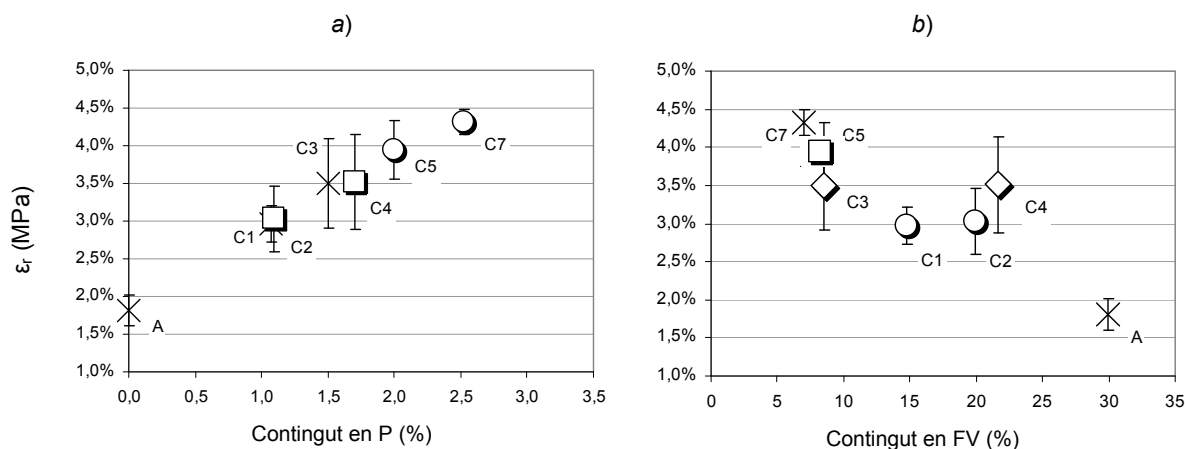 a)
5,0%
4,5%
4,0%
3,5%
3,0%
2,5%
2,0%
1,5%
1,0%
εr (MPa)
C3
C7
C5
C4
C1
C2
A
0,0 0,5 1,0 1,5 2,0 2,5 3,0 3,5
Contingut en P (%)
b)
5,0%
4,5%
4,0%
3,5%
3,0%
2,5%
2,0%
1,5%
1,0%
C7 C5
C3
C4
C1
C2
A
0 5 10 15 20 25 30 35
Contingut en FV (%)